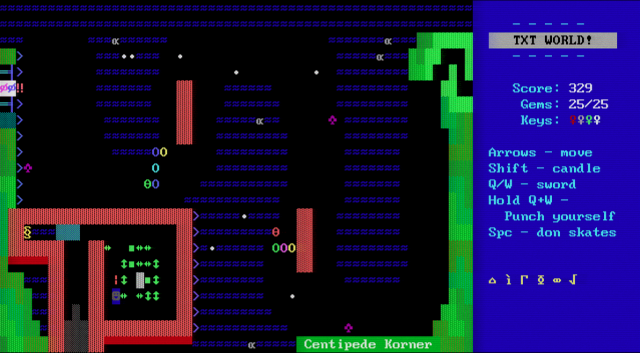 TXT WORLD!
Score: 329
Gems: 25/25
Keys: ♀♀♀♀
Arrows - move
Shift - candle
Q/W - sword
Hold Q+W -
Punch yourself
Spc - don skates
Centipede Korner